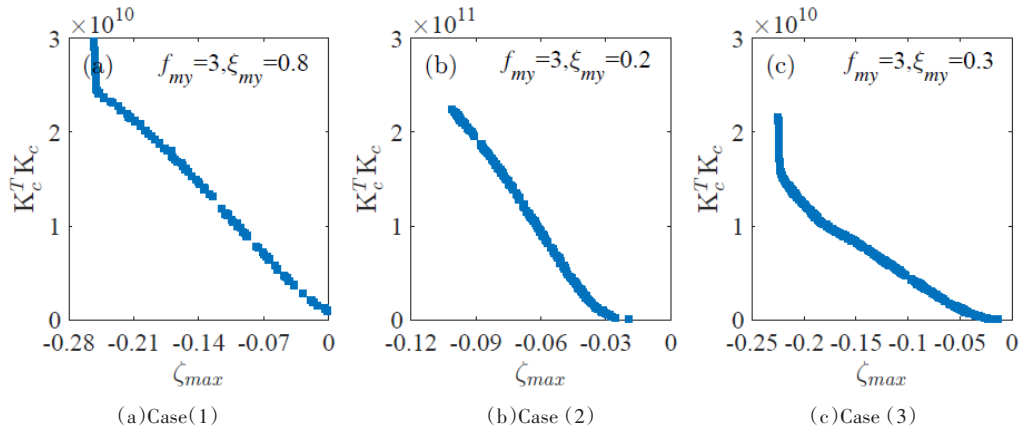 ×10^10
(a)
f_my=3,ξ_my=0.8
3
2
1
0
K_c^T K_c
-0.28 -0.21 -0.14 -0.07 0
ζ_max
(a)Case(1)
×10^11
(b)
f_my=3,ξ_my=0.2
3
2
1
0
K_c^T K_c
-0.12 -0.09 -0.06 -0.03 0
ζ_max
(b)Case (2)
×10^10
(c)
f_my=3,ξ_my=0.3
3
2
1
0
K_c^T K_c
-0.25 -0.2 -0.15 -0.1 -0.05 0
ζ_max
(c)Case (3)